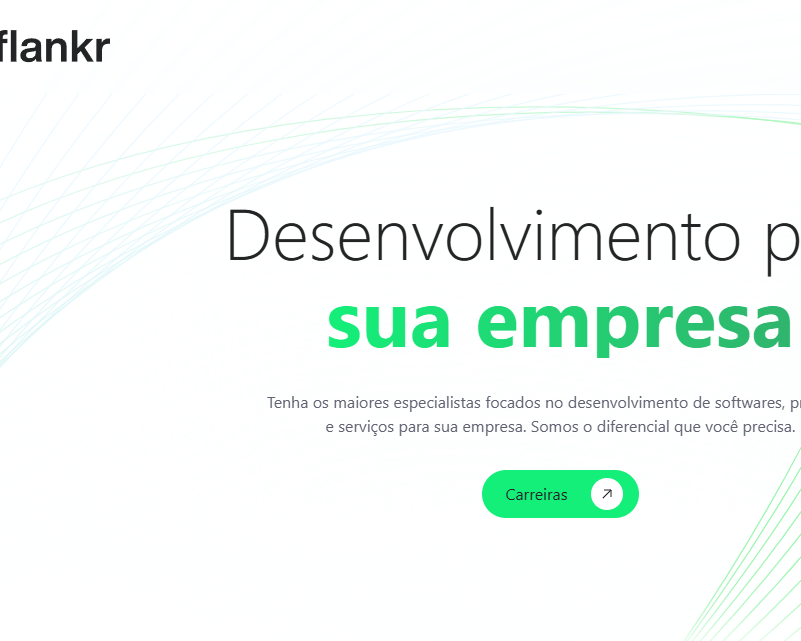 flankr
Desenvolvimento p
sua empresa
Tenha os maiores especialistas focados no desenvolvimento de softwares, pr
e serviços para sua empresa. Somos o diferencial que você precisa.
Carreiras